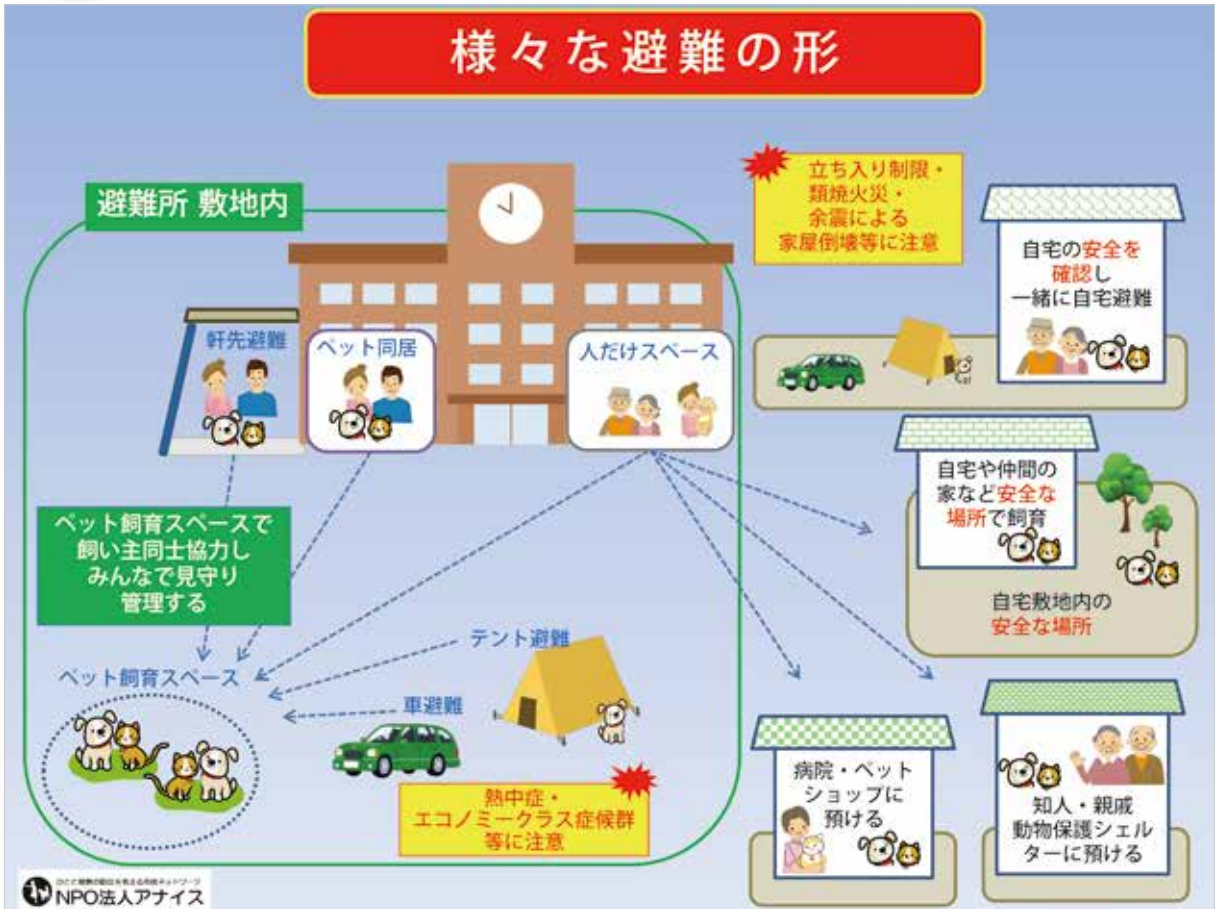 様々な避難の形
避難所 敷地内
立ち入り制限・
類焼火災・
余震による
家屋倒壊等に注意
自宅の安全を
確認し
一緒に自宅避難
軒先避難
ペット同居
人だけスペース
自宅や仲間の
家など安全な
場所で飼育
自宅敷地内の
安全な場所
ペット飼育スペースで
飼い主同士協力し
みんなで見守り
管理する
テント避難
ペット飼育スペース
車避難
熱中症・
エコノミークラス症候群
等に注意
病院・ペット
ショップに
預ける
知人・親戚
動物保護シェル
ターに預ける
NPO法人アナイス